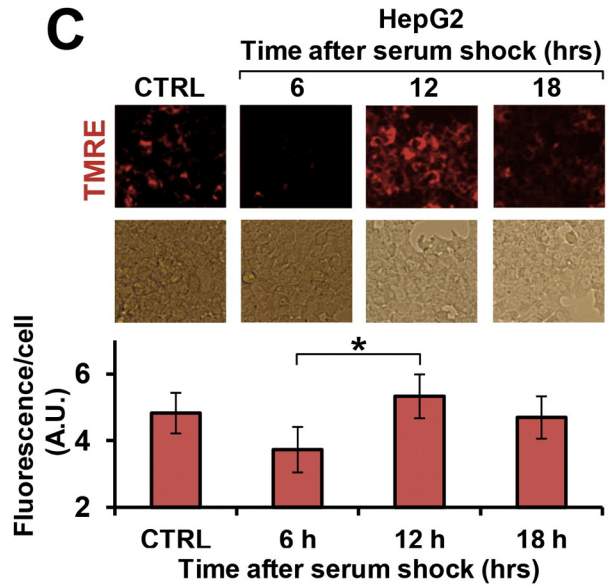 C
HepG2
Time after serum shock (hrs)
CTRL 6 12 18
TMRE
Fluorescence/cell
(A.U.)
*
6
4
2
CTRL 6 h 12 h 18 h
Time after serum shock (hrs)